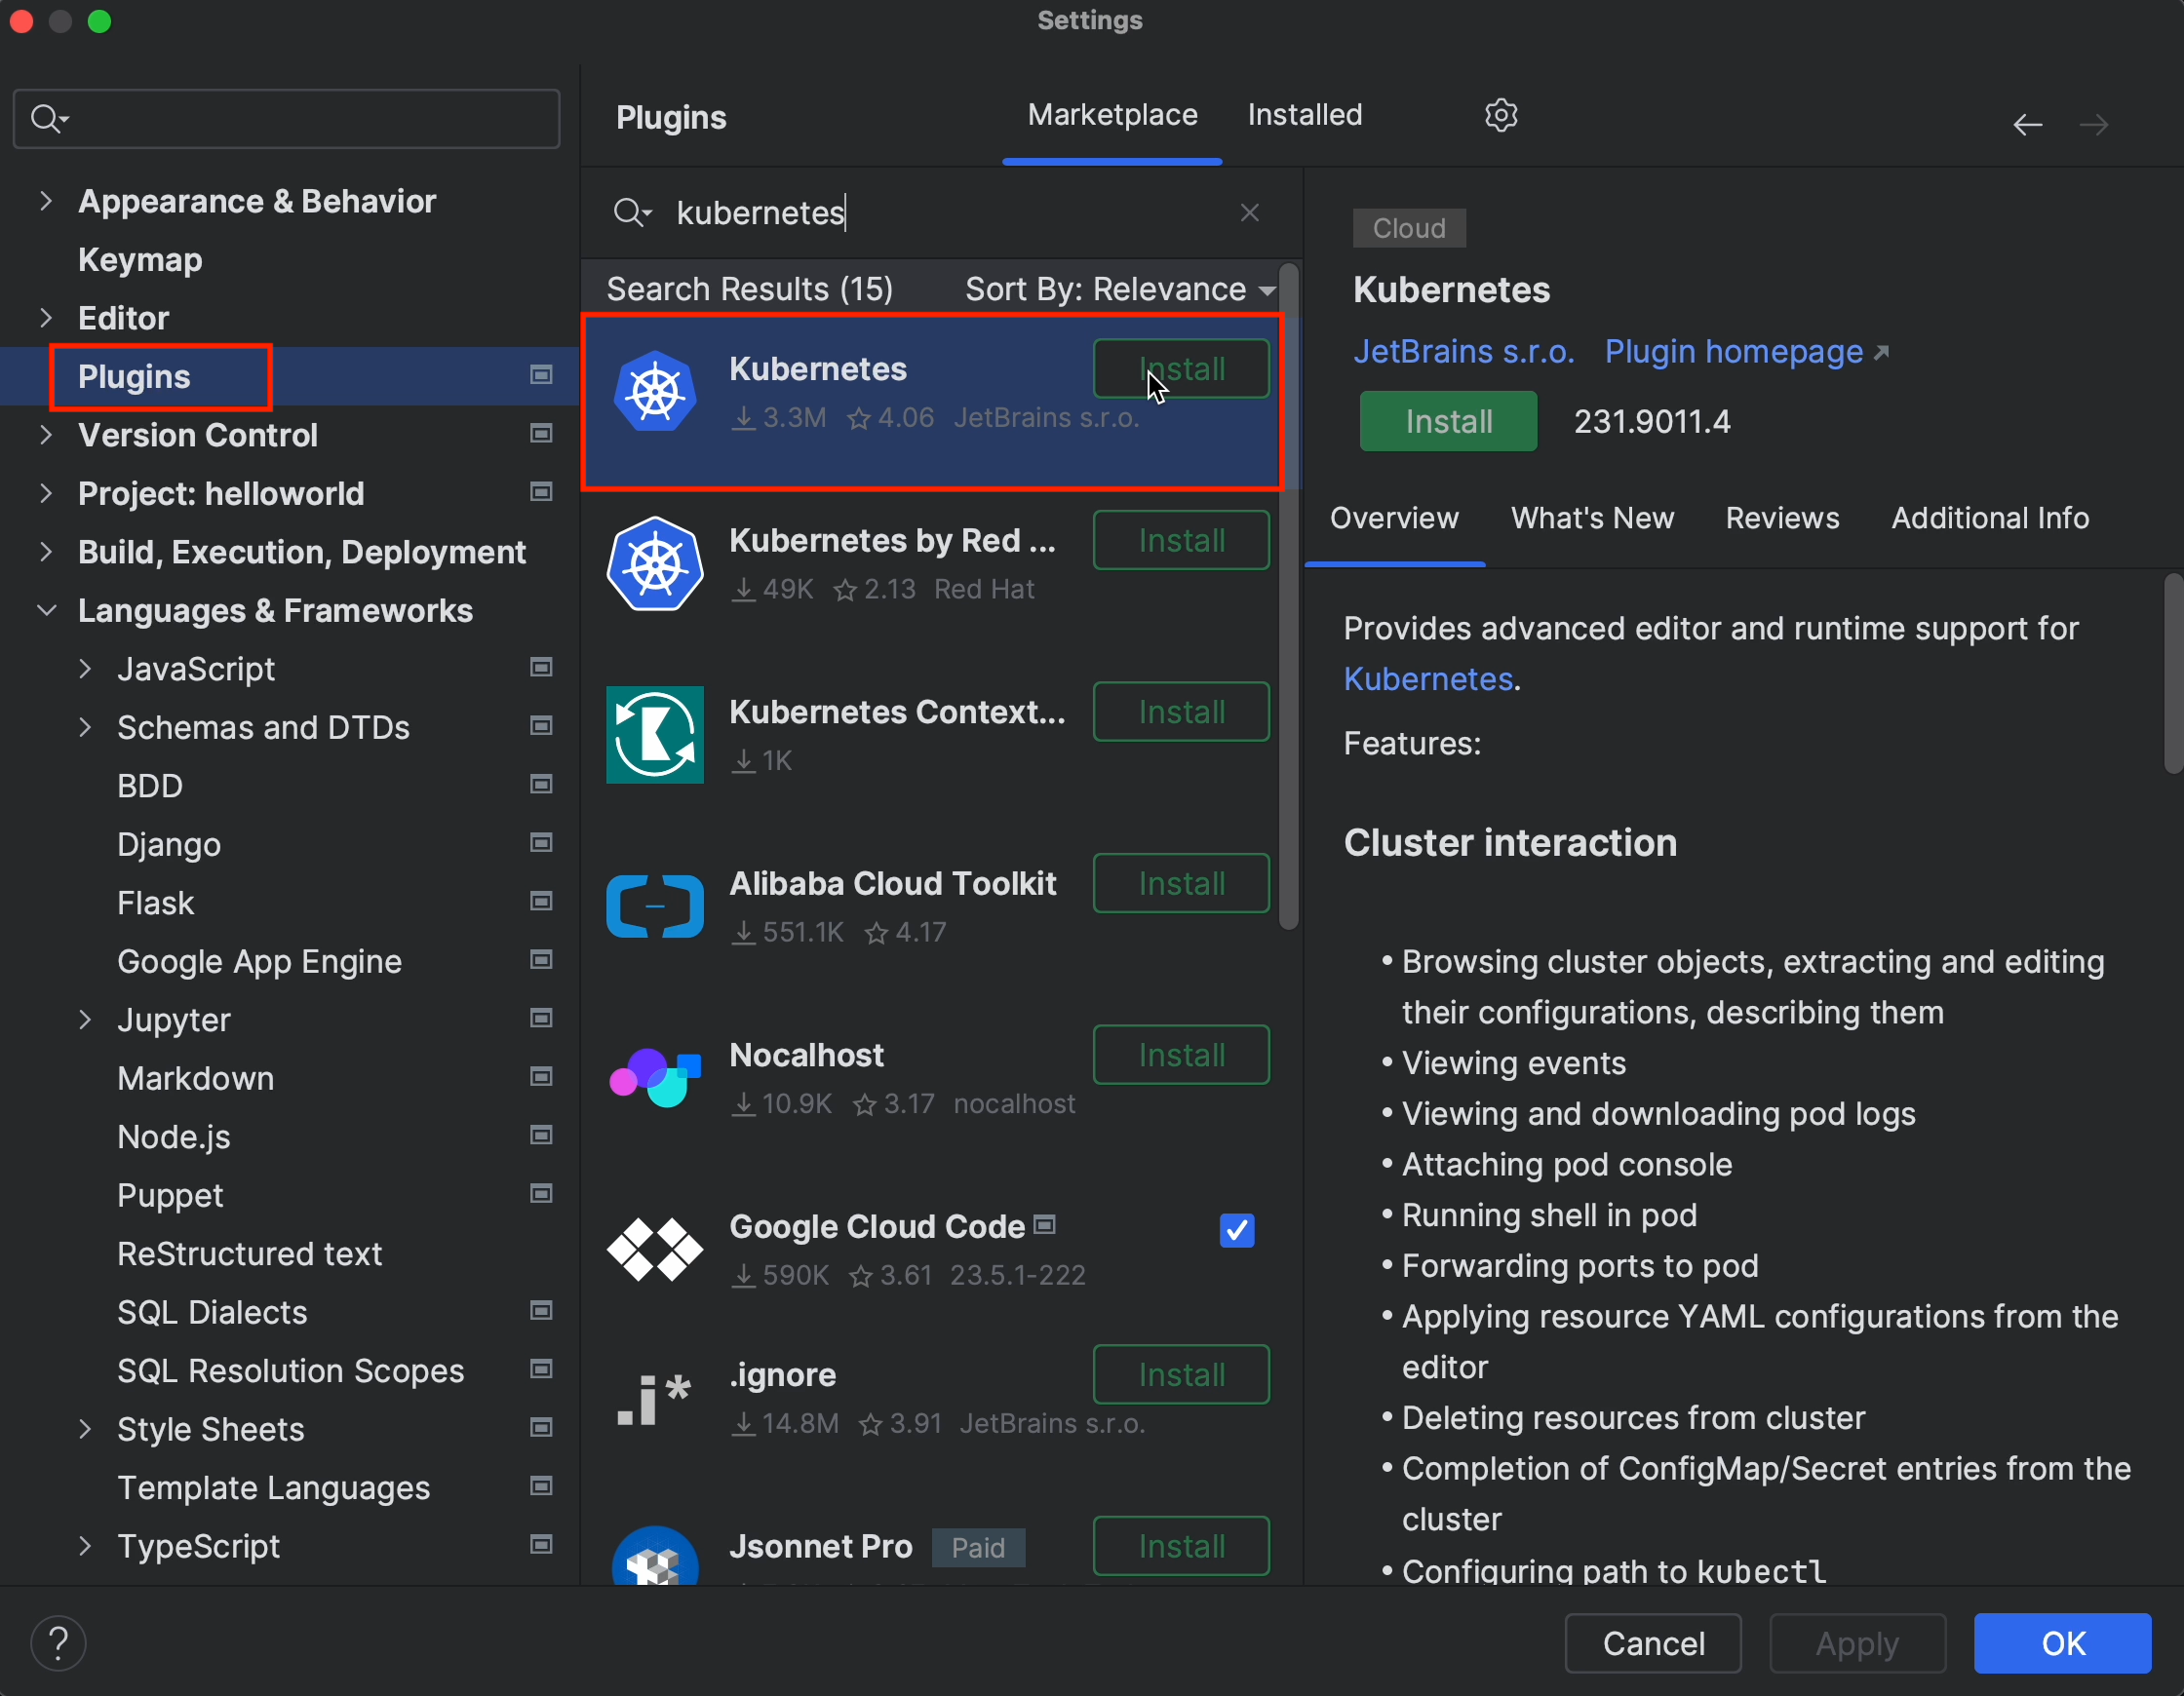 Settings
Appearance & Behavior
Keymap
Editor
Plugins
Version Control
Project: helloworld
Build, Execution, Deployment
Languages & Frameworks
JavaScript
Schemas and DTDs
BDD
Django
Flask
Google App Engine
Jupyter
Markdown
Node.js
Puppet
ReStructured text
SQL Dialects
SQL Resolution Scopes
Style Sheets
Template Languages
TypeScript
Plugins
Marketplace Installed
kubernetes
Search Results (15) Sort By: Relevance
Kubernetes Install
3.3M 4.06 JetBrains s.r.o.
Kubernetes by Red ... Install
49K 2.13 Red Hat
Kubernetes Context... Install
1K
Alibaba Cloud Toolkit Install
551.1K 4.17
Nocalhost Install
10.9K 3.17 nocalhost
Google Cloud Code
590K 3.61 23.5.1-222
.ignore Install
.i*
14.8M 3.91 JetBrains s.r.o.
Jsonnet Pro Paid Install
Cloud
Kubernetes
JetBrains s.r.o. Plugin homepage
Install 231.9011.4
Overview What's New Reviews Additional Info
Provides advanced editor and runtime support for
Kubernetes.
Features:
Cluster interaction
• Browsing cluster objects, extracting and editing
their configurations, describing them
• Viewing events
• Viewing and downloading pod logs
• Attaching pod console
• Running shell in pod
• Forwarding ports to pod
• Applying resource YAML configurations from the
editor
• Deleting resources from cluster
• Completion of ConfigMap/Secret entries from the
cluster
• Configuring path to kubectl
?
Cancel Apply OK